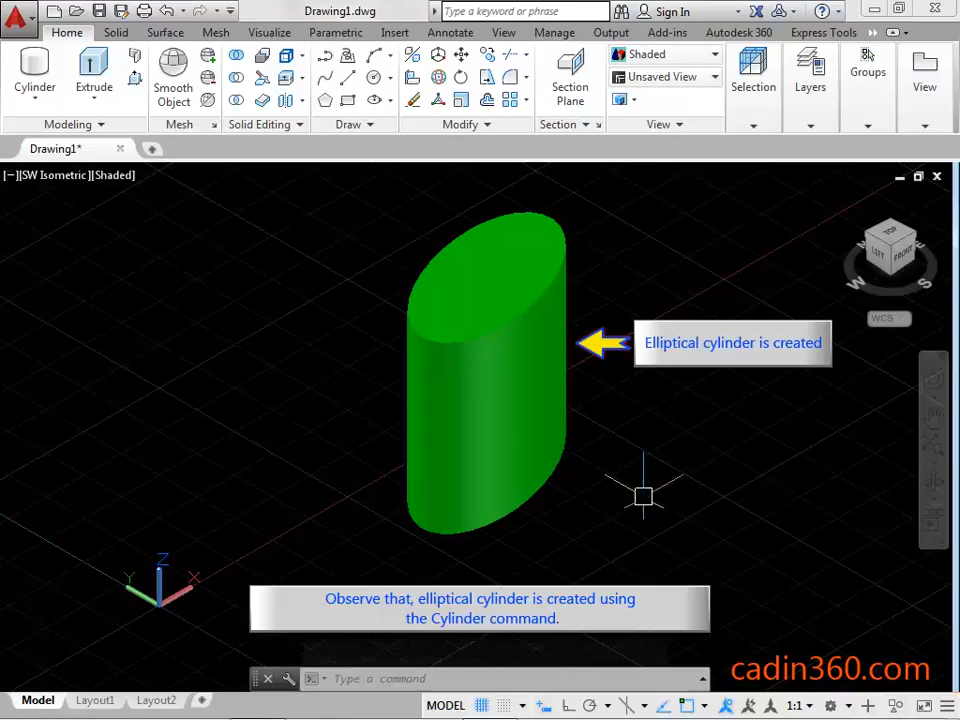 Drawing1.dwg
Type a keyword or phrase
Sign In
Home Solid Surface Mesh Visualize Parametric Insert Annotate View Manage Output Add-ins Autodesk 360 Express Tools
Cylinder
Extrude
Smooth
Object
Section
Plane
Shaded
Unsaved View
Selection
Layers
Groups
View
Modeling
Mesh
Solid Editing
Draw
Modify
Section
View
Drawing1*
[−][SW Isometric][Shaded]
TOP
LEFT
FRONT
N
E
W
S
WCS
Elliptical cylinder is created
Z
Y
X
Observe that, elliptical cylinder is created using
the Cylinder command.
Type a command
cadin360.com
Model Layout1 Layout2
MODEL
1:1